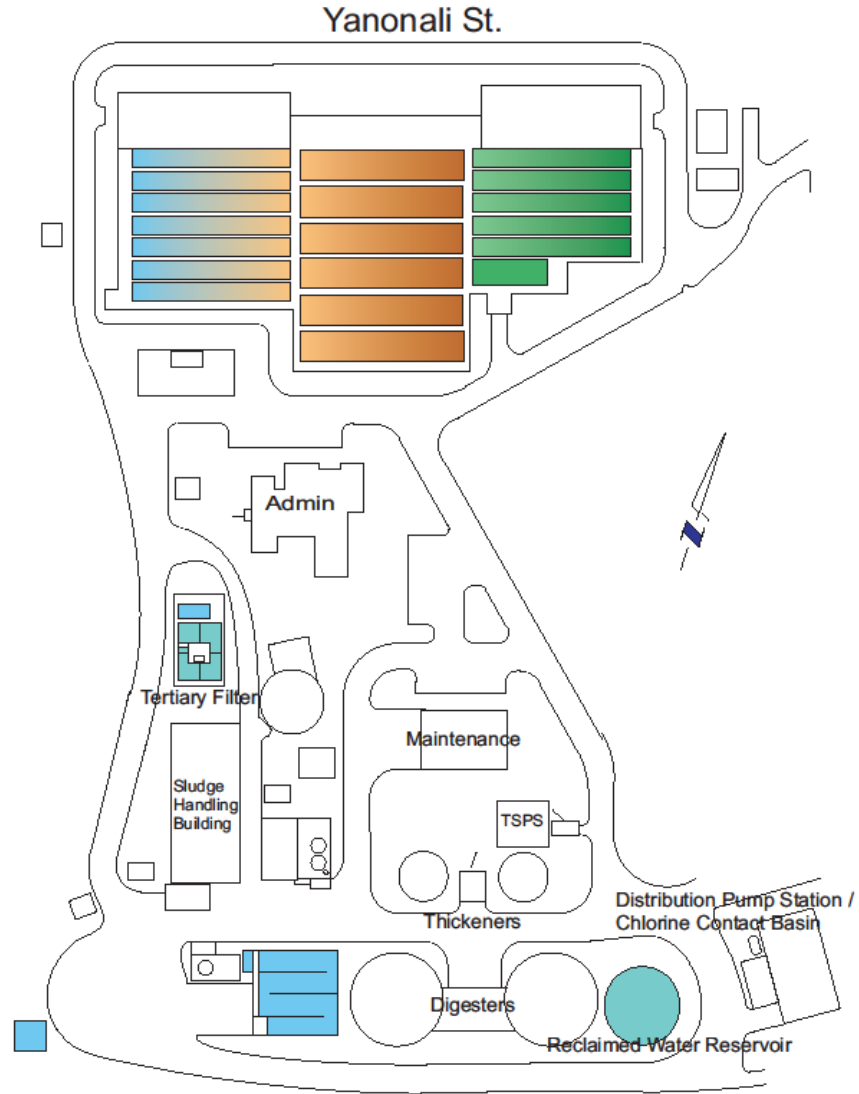 Yanonali St.
Admin
Tertiary Filter
Maintenance
Sludge
Handling
Building
TSPS
Distribution Pump Station /
Chlorine Contact Basin
Thickeners
Digesters
Reclaimed Water Reservoir